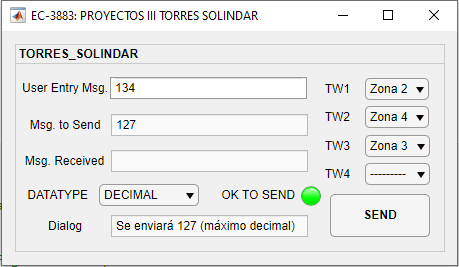 EC-3883: PROYECTOS III TORRES SOLINDAR
TORRES_SOLINDAR
User Entry Msg. 134
Msg. to Send 127
Msg. Received
DATATYPE DECIMAL OK TO SEND
Dialog Se enviará 127 (máximo decimal)
TW1 Zona 2
TW2 Zona 4
TW3 Zona 3
TW4 ---------
SEND